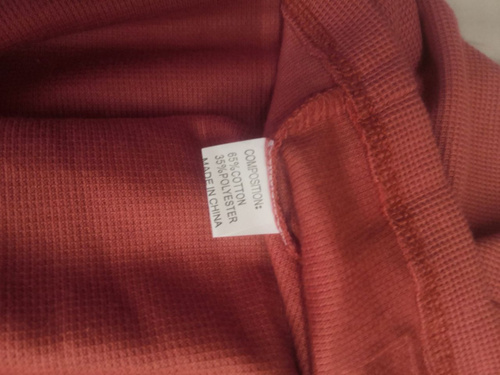 COMPOSITION:
65%COTTON
35%POLYESTER
MADE IN CHINA